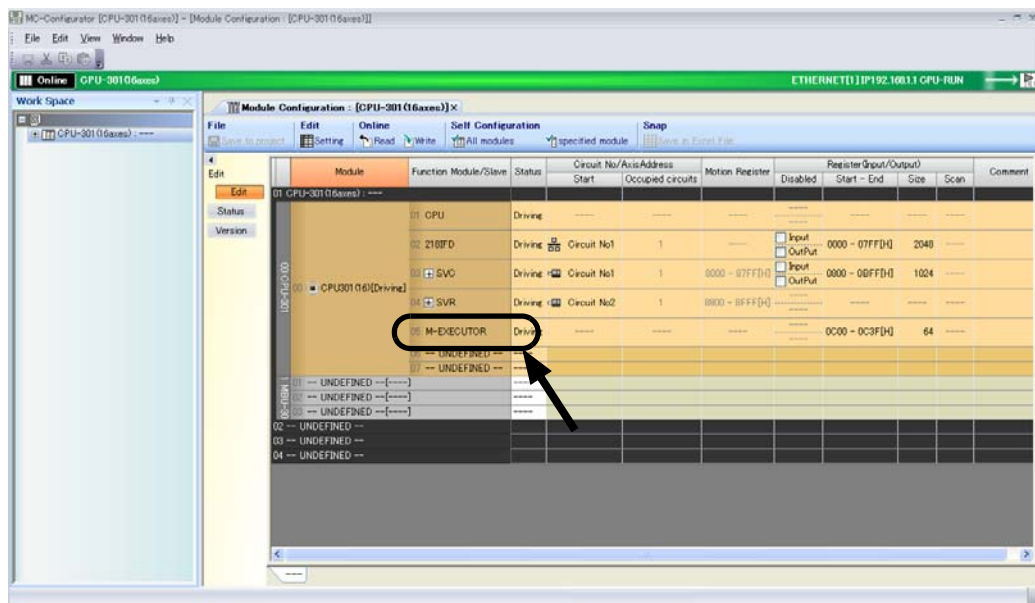 MC-Configurator [CPU-301(16axes)] - [Module Configuration : [CPU-301(16axes)]]
File Edit View Window Help
Online CPU-301(16axes) ETHERNET[1] IP192.168.1.1 CPU-RUN
Work Space
Module Configuration : [CPU-301(16axes)] ×
CPU-301(16axes) : ----
File Edit Online Self Configuration Snap
Save to project Setting Read Write All modules specified module Save in Excel File
Edit
Module Function Module/Slave Status Circuit No/AxisAddress Motion Register Register(Input/Output) Comment
Start Occupied circuits Disabled Start - End Size Scan
Edit
Status
Version
01 CPU-301(16axes) : ----
00:CPU-301
00 CPU301(16)[Driving]
01 CPU Driving ---- ---- ---- ---- ---- ----
02 218IFD Driving Circuit No1 1 ---- Input OutPut 0000 - 07FF[H] 2048 ----
03 SVC Driving Circuit No1 1 8000 - 87FF[H] Input OutPut 0800 - 0BFF[H] 1024 ----
04 SVR Driving Circuit No2 1 8800 - 8FFF[H] ---- ---- ---- ----
05 M-EXECUTOR Driving ---- ---- ---- ---- 0C00 - 0C3F[H] 64 ----
06 -- UNDEFINED -- ----
07 -- UNDEFINED -- ----
01 -- UNDEFINED --[----] ----
02 -- UNDEFINED --[----] ----
03 -- UNDEFINED --[----] ----
02 -- UNDEFINED --
03 -- UNDEFINED --
04 -- UNDEFINED --
----